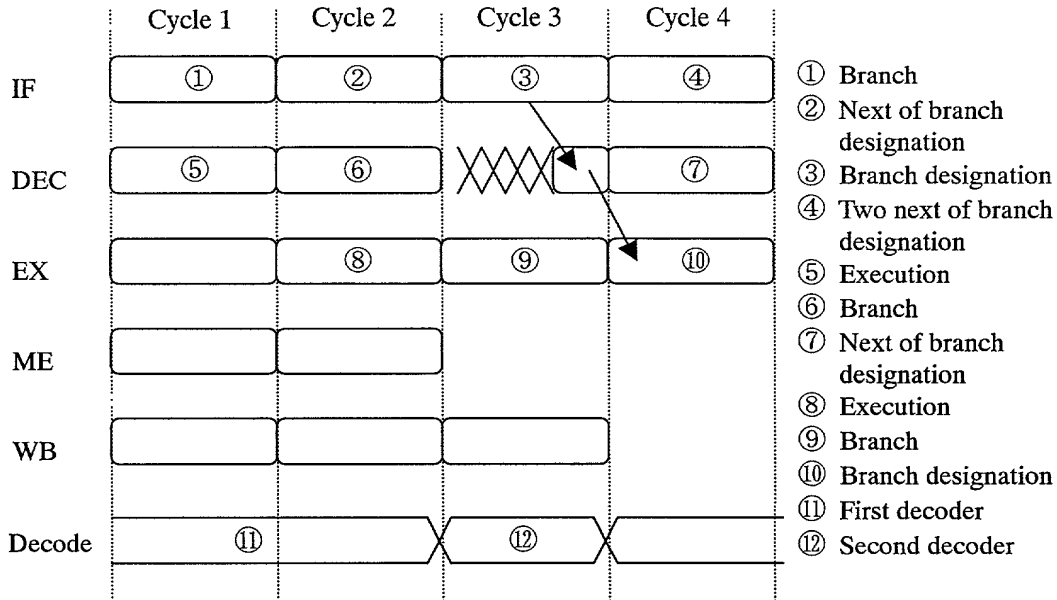 Cycle 1 Cycle 2 Cycle 3 Cycle 4
IF ① ② ③ ④
DEC ⑤ ⑥ ⑦
EX ⑧ ⑨ ⑩
ME
WB
Decode ⑪ ⑫
① Branch
② Next of branch
designation
③ Branch designation
④ Two next of branch
designation
⑤ Execution
⑥ Branch
⑦ Next of branch
designation
⑧ Execution
⑨ Branch
⑩ Branch designation
⑪ First decoder
⑫ Second decoder